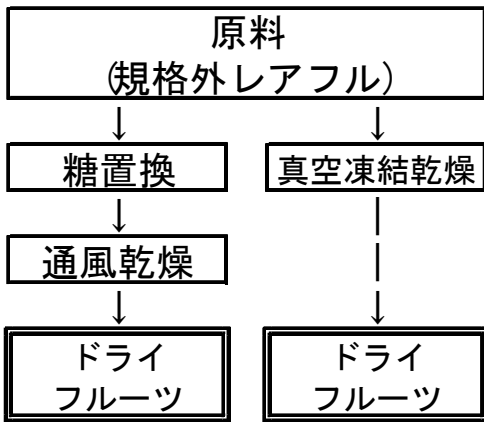 原料
(規格外レアフル)
↓ ↓
糖置換 真空凍結乾燥
↓ |
通風乾燥 |
↓ ↓
ドライ ドライ
フルーツ フルーツ